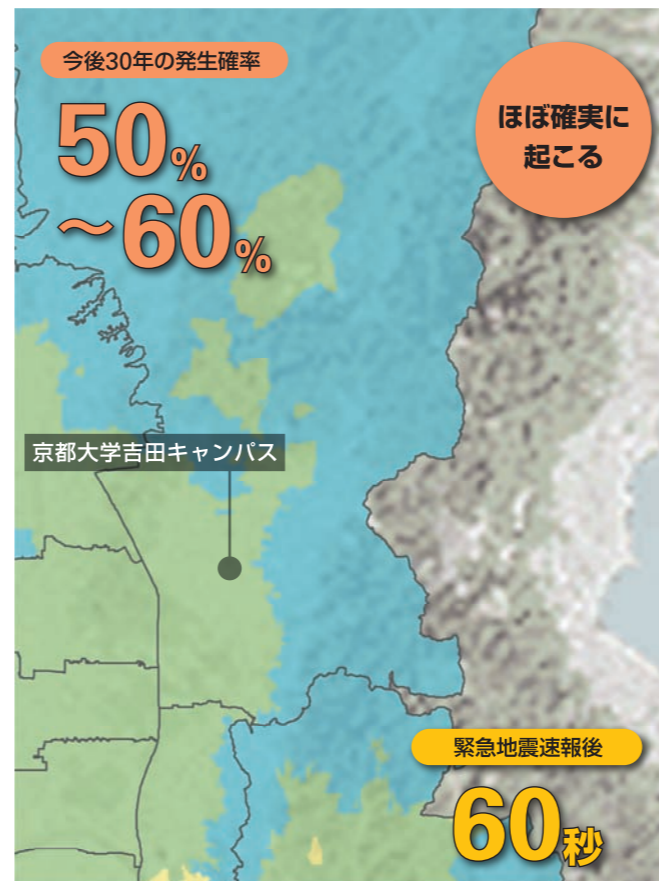 今後30年の発生確率
50%
～60%
ほぼ確実に
起こる
京都大学吉田キャンパス
緊急地震速報後
60秒